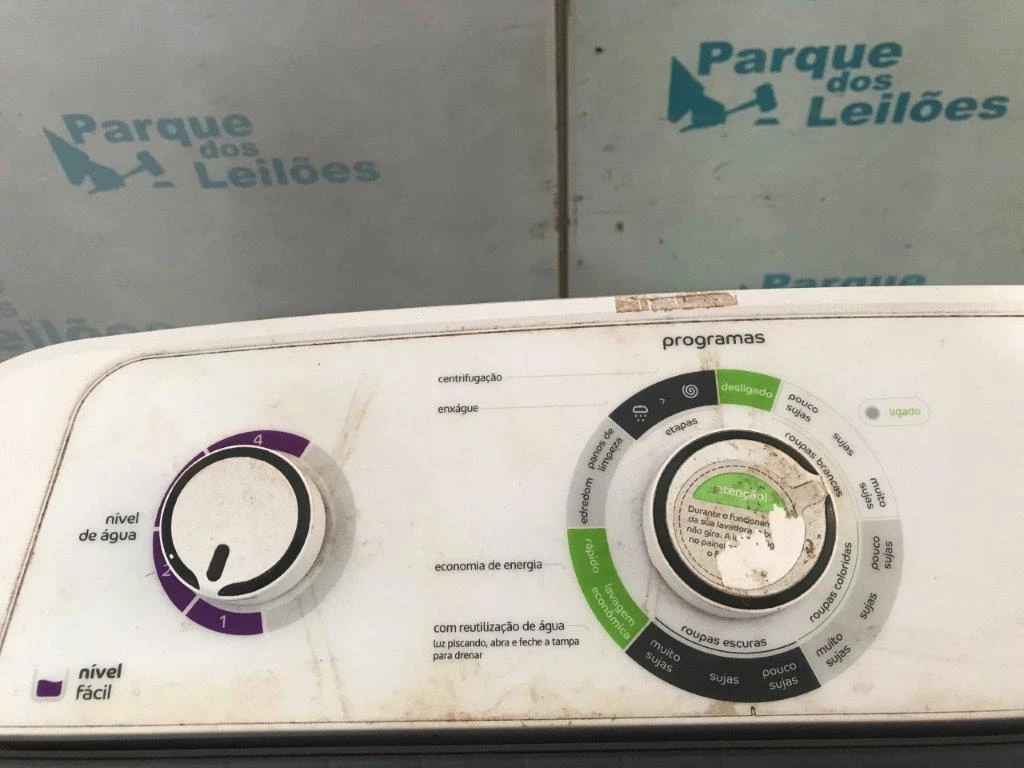 Parque
dos
Leilões
Parque
dos
Leilões
Parque
eilões
programas
centrifugação
enxágue
desligado
pouco
sujas
sujas
muito
sujas
ligado
etapas
roupas brancas
panos de
limpeza
edredom
4
nível
de água
1
atenção!
Durante o funcionam
da sua lavadora
não gira. A
no painel
o
pouco
sujas
sujas
muito
sujas
roupas coloridas
rápido
lavagem
econômica
economia de energia
com reutilização de água
luz piscando, abra e feche a tampa
para drenar
roupas escuras
muito
sujas
sujas
pouco
sujas
nível
fácil